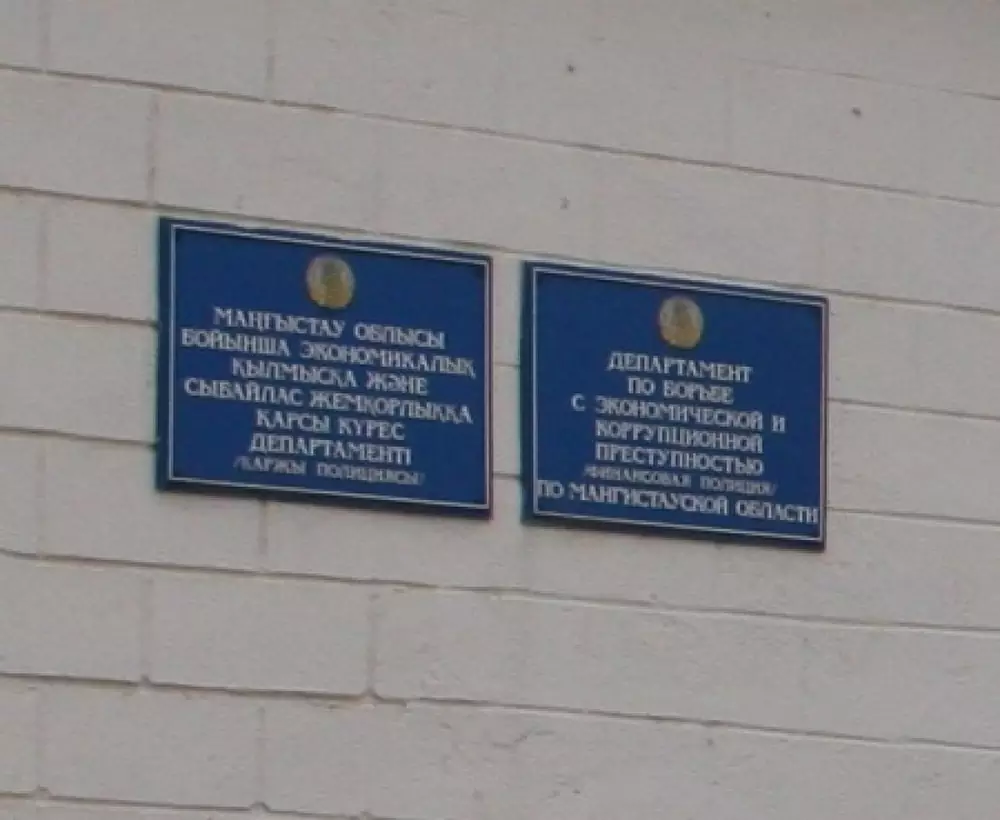 МАҢҒЫСТАУ ОБЛЫСЫ
БОЙЫНША ЭКОНОМИКАЛЫҚ
ҚЫЛМЫСҚА ЖӘНЕ
СЫБАЙЛАС ЖЕМҚОРЛЫҚҚА
ҚАРСЫ КҮРЕС
ДЕПАРТАМЕНТІ
/ҚАРЖЫ ПОЛИЦИЯСЫ/
ДЕПАРТАМЕНТ
ПО БОРЬБЕ
С ЭКОНОМИЧЕСКОЙ И
КОРРУПЦИОННОЙ
ПРЕСТУПНОСТЬЮ
/ФИНАНСОВАЯ ПОЛИЦИЯ/
ПО МАНГИСТАУСКОЙ ОБЛАСТИ